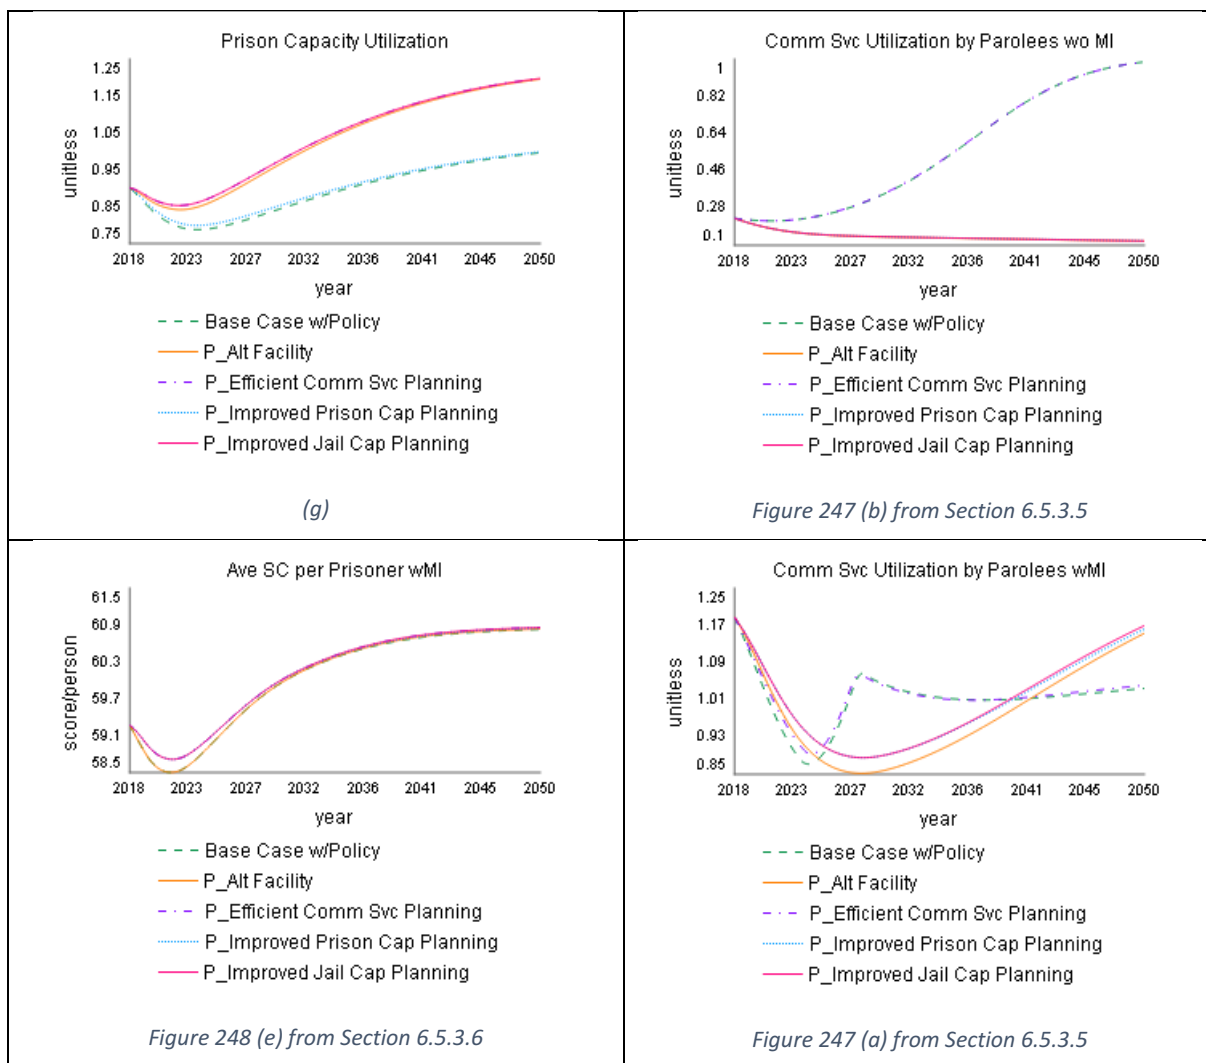 Prison Capacity Utilization
1.25
1.15
1.05
0.95
0.85
0.75
unitless
2018 2023 2027 2032 2036 2041 2045 2050
year
Base Case w/Policy
P_Alt Facility
P_Efficient Comm Svc Planning
P_Improved Prison Cap Planning
P_Improved Jail Cap Planning
(g)
Comm Svc Utilization by Parolees wo MI
1
0.82
0.64
0.46
0.28
0.1
unitless
2018 2023 2027 2032 2036 2041 2045 2050
year
Base Case w/Policy
P_Alt Facility
P_Efficient Comm Svc Planning
P_Improved Prison Cap Planning
P_Improved Jail Cap Planning
Figure 247 (b) from Section 6.5.3.5
Ave SC per Prisoner wMI
61.5
60.9
60.3
59.7
59.1
58.5
score/person
2018 2023 2027 2032 2036 2041 2045 2050
year
Base Case w/Policy
P_Alt Facility
P_Efficient Comm Svc Planning
P_Improved Prison Cap Planning
P_Improved Jail Cap Planning
Figure 248 (e) from Section 6.5.3.6
Comm Svc Utilization by Parolees wMI
1.25
1.17
1.09
1.01
0.93
0.85
unitless
2018 2023 2027 2032 2036 2041 2045 2050
year
Base Case w/Policy
P_Alt Facility
P_Efficient Comm Svc Planning
P_Improved Prison Cap Planning
P_Improved Jail Cap Planning
Figure 247 (a) from Section 6.5.3.5